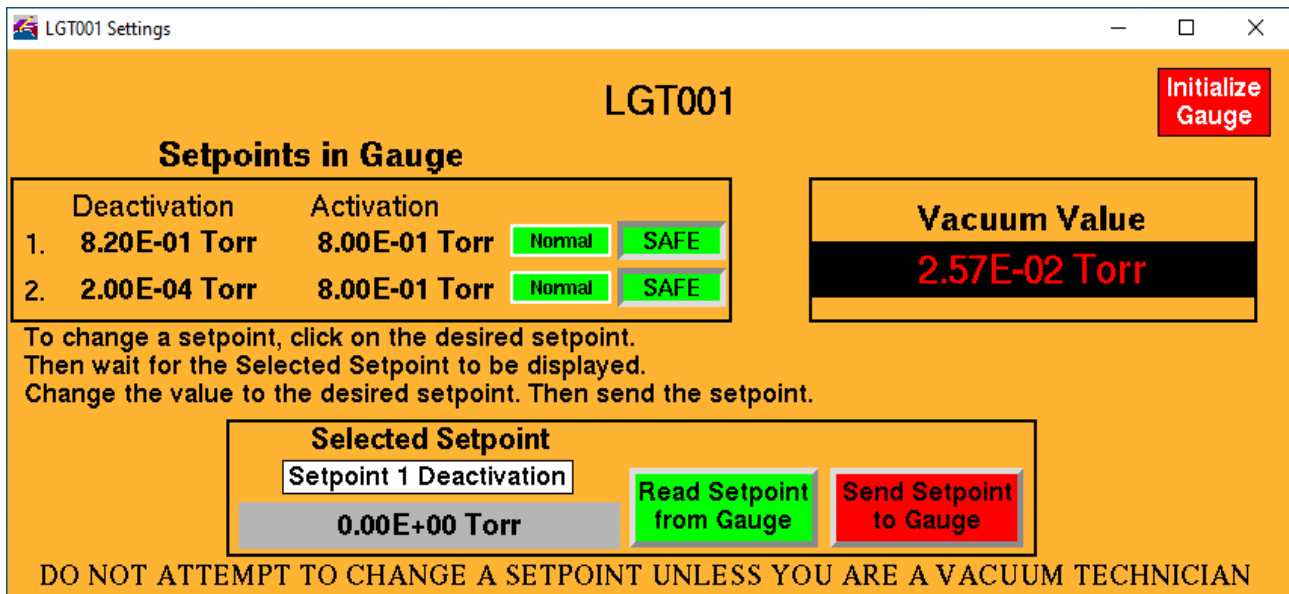 LGT001 Settings
LGT001
Initialize
Gauge
Setpoints in Gauge
Deactivation Activation
1. 8.20E-01 Torr 8.00E-01 Torr Normal SAFE
2. 2.00E-04 Torr 8.00E-01 Torr Normal SAFE
Vacuum Value
2.57E-02 Torr
To change a setpoint, click on the desired setpoint.
Then wait for the Selected Setpoint to be displayed.
Change the value to the desired setpoint. Then send the setpoint.
Selected Setpoint
Setpoint 1 Deactivation
0.00E+00 Torr
Read Setpoint
from Gauge
Send Setpoint
to Gauge
DO NOT ATTEMPT TO CHANGE A SETPOINT UNLESS YOU ARE A VACUUM TECHNICIAN